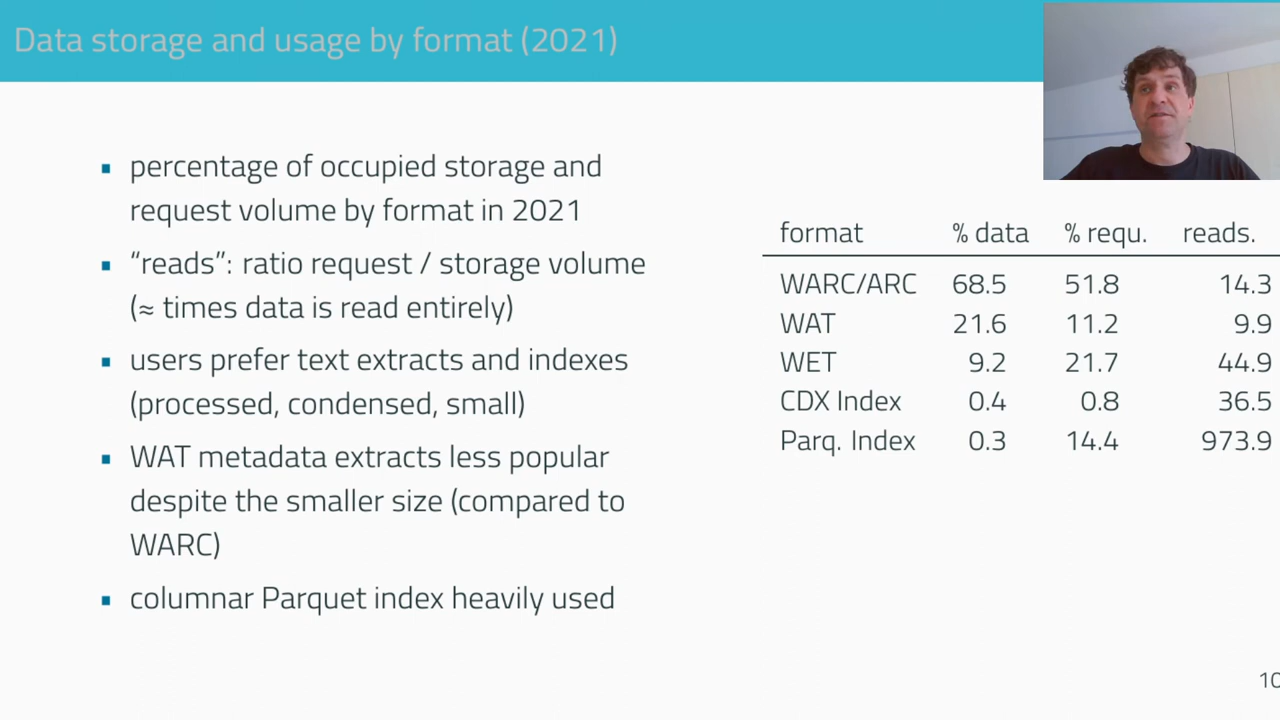 Data storage and usage by format (2021)
▪ percentage of occupied storage and
request volume by format in 2021
▪ “reads”: ratio request / storage volume
(≈ times data is read entirely)
▪ users prefer text extracts and indexes
(processed, condensed, small)
▪ WAT metadata extracts less popular
despite the smaller size (compared to
WARC)
▪ columnar Parquet index heavily used
format % data % requ. reads.
WARC/ARC 68.5 51.8 14.3
WAT 21.6 11.2 9.9
WET 9.2 21.7 44.9
CDX Index 0.4 0.8 36.5
Parq. Index 0.3 14.4 973.9
10